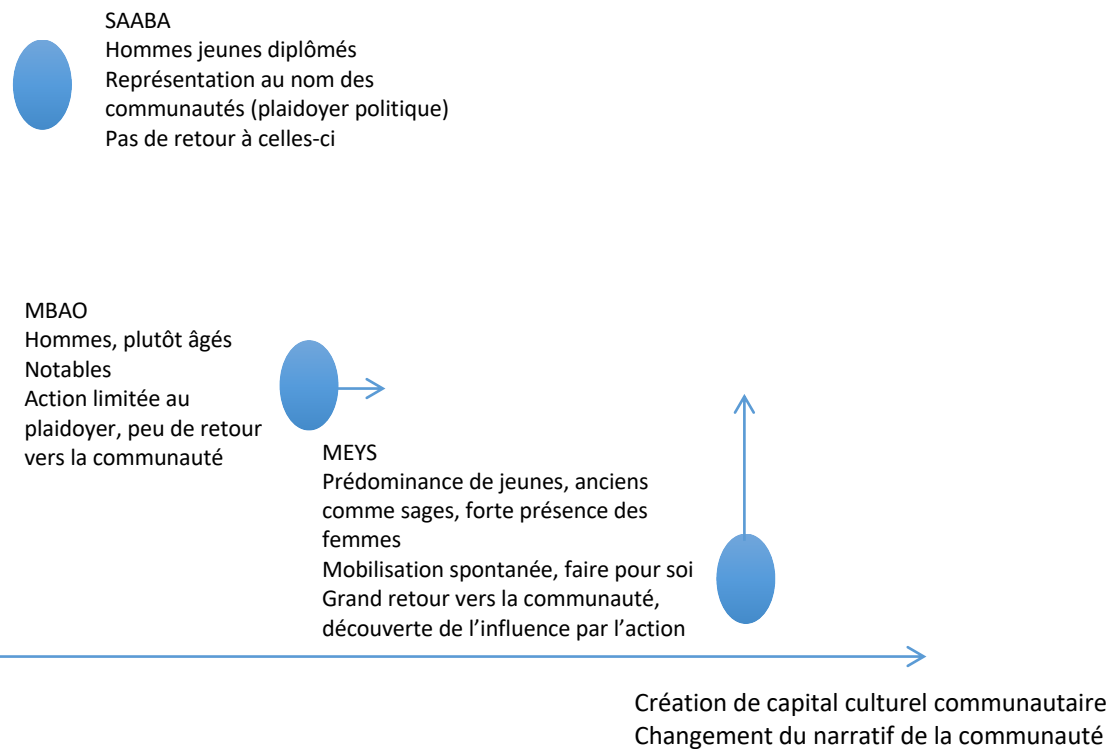 SAABA
Hommes jeunes diplômés
Représentation au nom des
communautés (plaidoyer politique)
Pas de retour à celles-ci
MBAO
Hommes, plutôt âgés
Notables
Action limitée au
plaidoyer, peu de retour
vers la communauté
MEYS
Prédominance de jeunes, anciens
comme sages, forte présence des
femmes
Mobilisation spontanée, faire pour soi
Grand retour vers la communauté,
découverte de l’influence par l’action
Création de capital culturel communautaire
Changement du narratif de la communauté